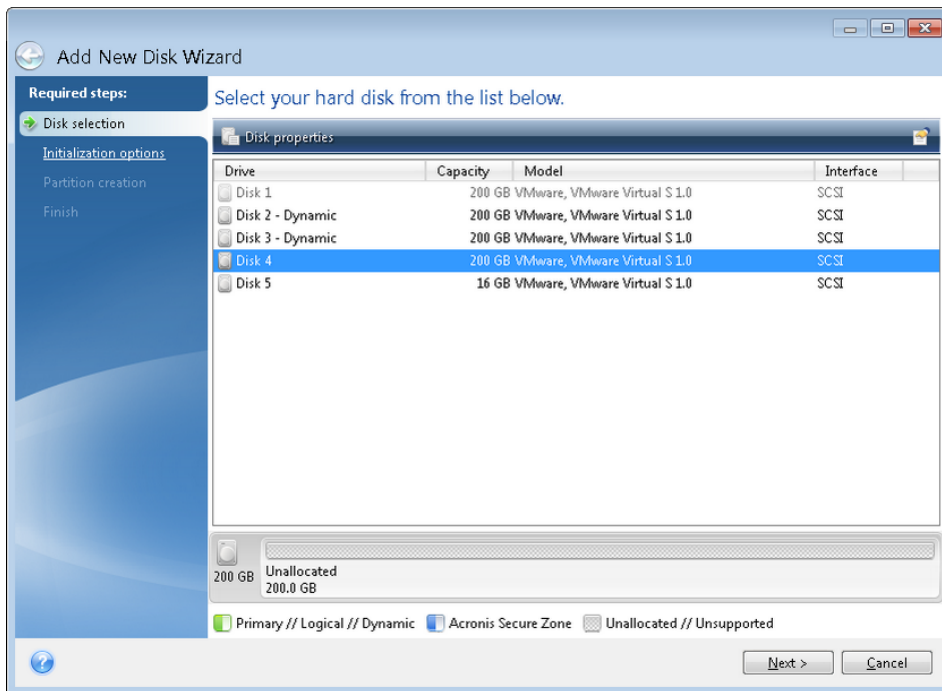 Add New Disk Wizard
Required steps:
Disk selection
Initialization options
Partition creation
Finish
Select your hard disk from the list below.
Disk properties
Drive Capacity Model Interface
Disk 1 200 GB VMware, VMware Virtual S 1.0 SCSI
Disk 2 - Dynamic 200 GB VMware, VMware Virtual S 1.0 SCSI
Disk 3 - Dynamic 200 GB VMware, VMware Virtual S 1.0 SCSI
Disk 4 200 GB VMware, VMware Virtual S 1.0 SCSI
Disk 5 16 GB VMware, VMware Virtual S 1.0 SCSI
200 GB Unallocated
200.0 GB
Primary // Logical // Dynamic Acronis Secure Zone Unallocated // Unsupported
? Next > Cancel